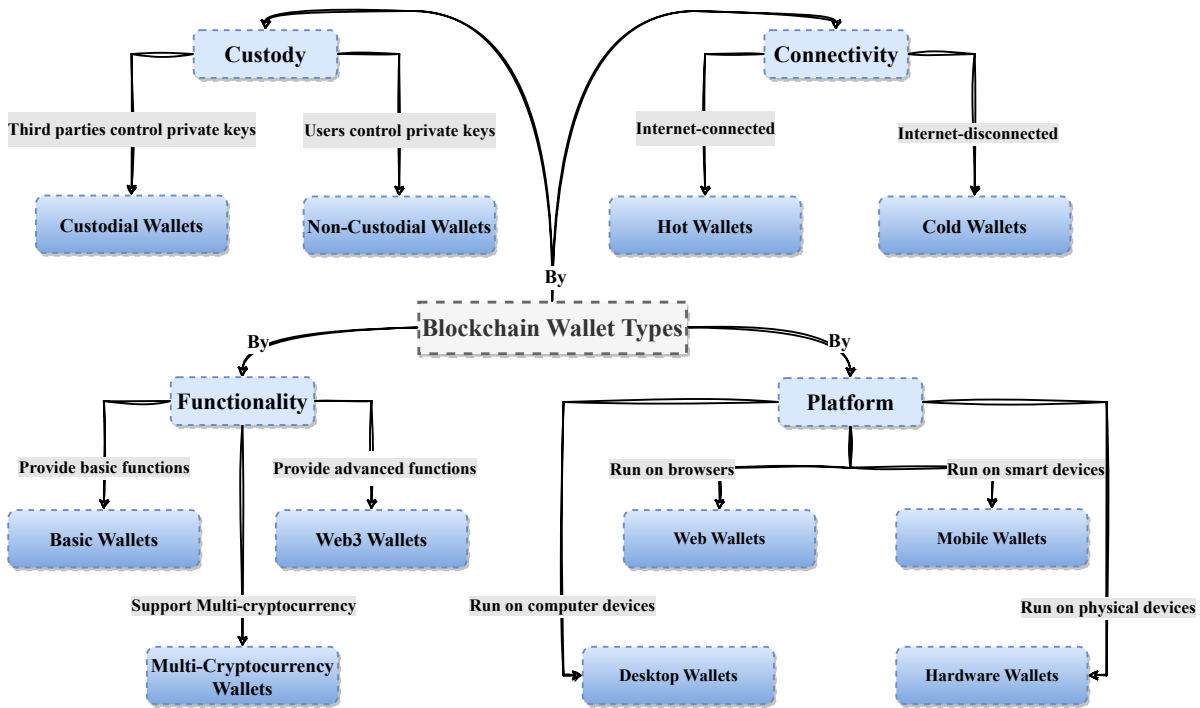 Custody
Connectivity
Third parties control private keys
Users control private keys
Internet-connected
Internet-disconnected
Custodial Wallets
Non-Custodial Wallets
Hot Wallets
Cold Wallets
By
Blockchain Wallet Types
By
By
Functionality
Platform
Provide basic functions
Provide advanced functions
Run on browsers
Run on smart devices
Basic Wallets
Web3 Wallets
Web Wallets
Mobile Wallets
Support Multi-cryptocurrency
Run on computer devices
Run on physical devices
Multi-Cryptocurrency
Wallets
Desktop Wallets
Hardware Wallets